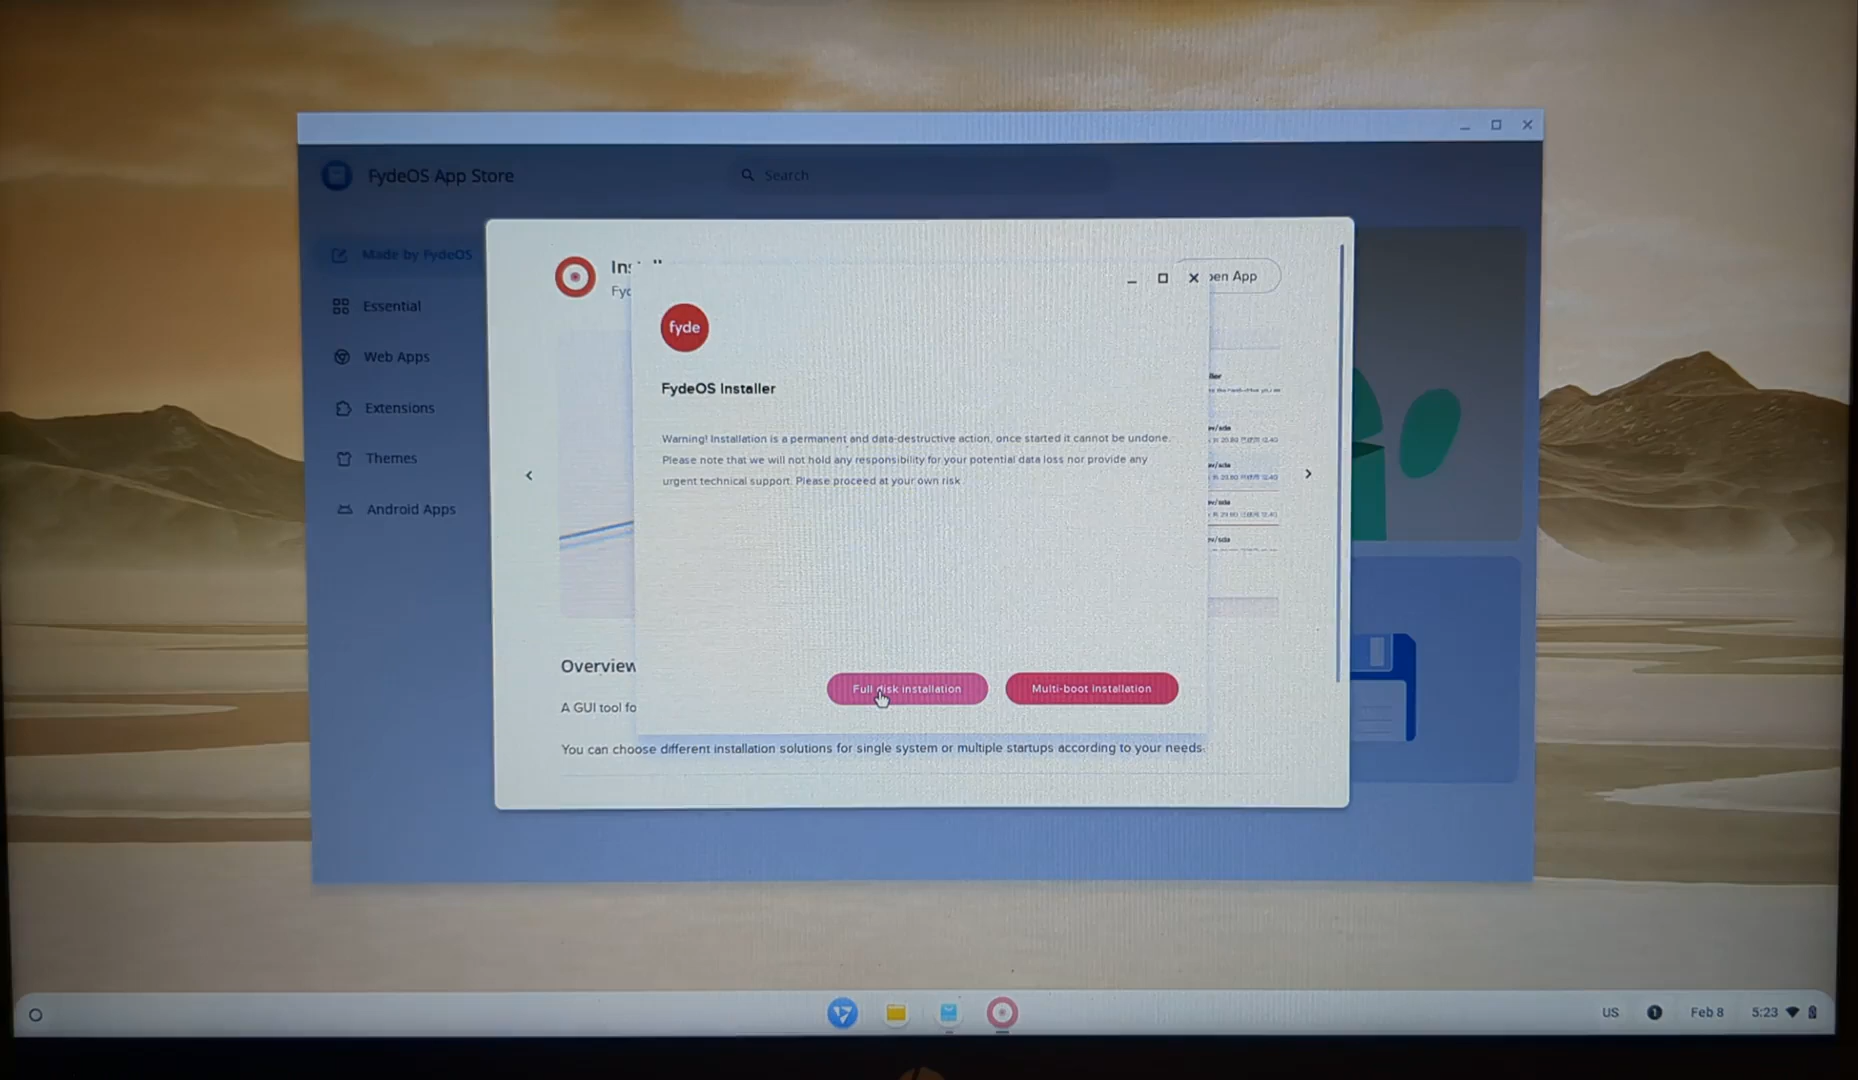 FydeOS App Store
Search
Made by FydeOS
Essential
Web Apps
Extensions
Themes
Android Apps
Open App
fyde
FydeOS Installer
Warning! Installation is a permanent and data-destructive action, once started it cannot be undone.
Please note that we will not hold any responsibility for your potential data loss nor provide any
urgent technical support. Please proceed at your own risk
Full disk installation
Multi-boot installation
Overview
A GUI tool fo
You can choose different installation solutions for single system or multiple startups according to your needs.
US
1
Feb 8
5:23